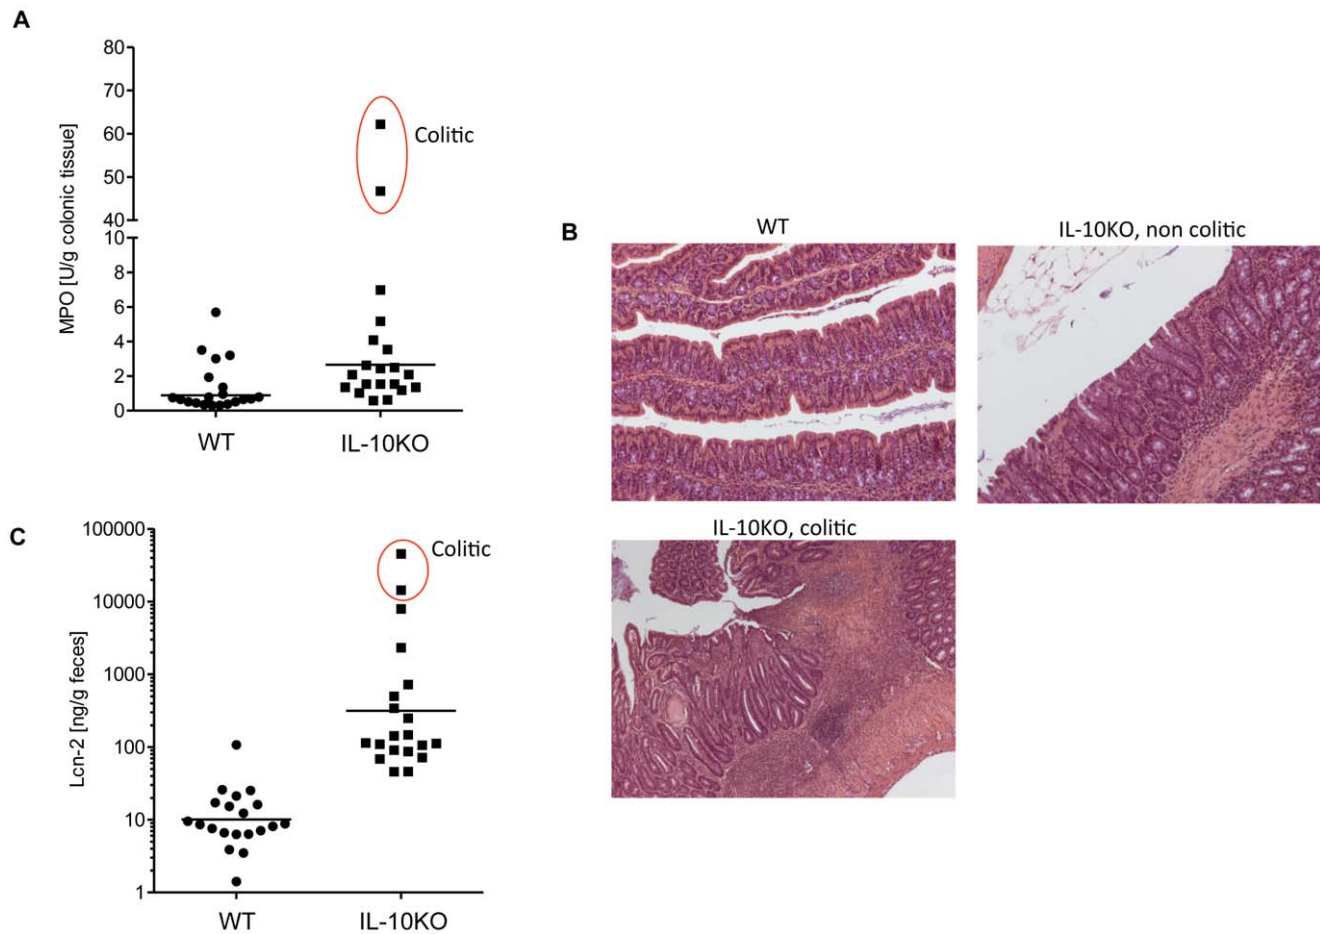 A
80
70
60
50
40
10
8
6
4
2
0
MPO [U/g colonic tissue]
Colitic
WT
IL-10KO
B
WT
IL-10KO, non colitic
IL-10KO, colitic
C
100000
10000
1000
100
10
1
Lcn-2 [ng/g feces]
Colitic
WT
IL-10KO